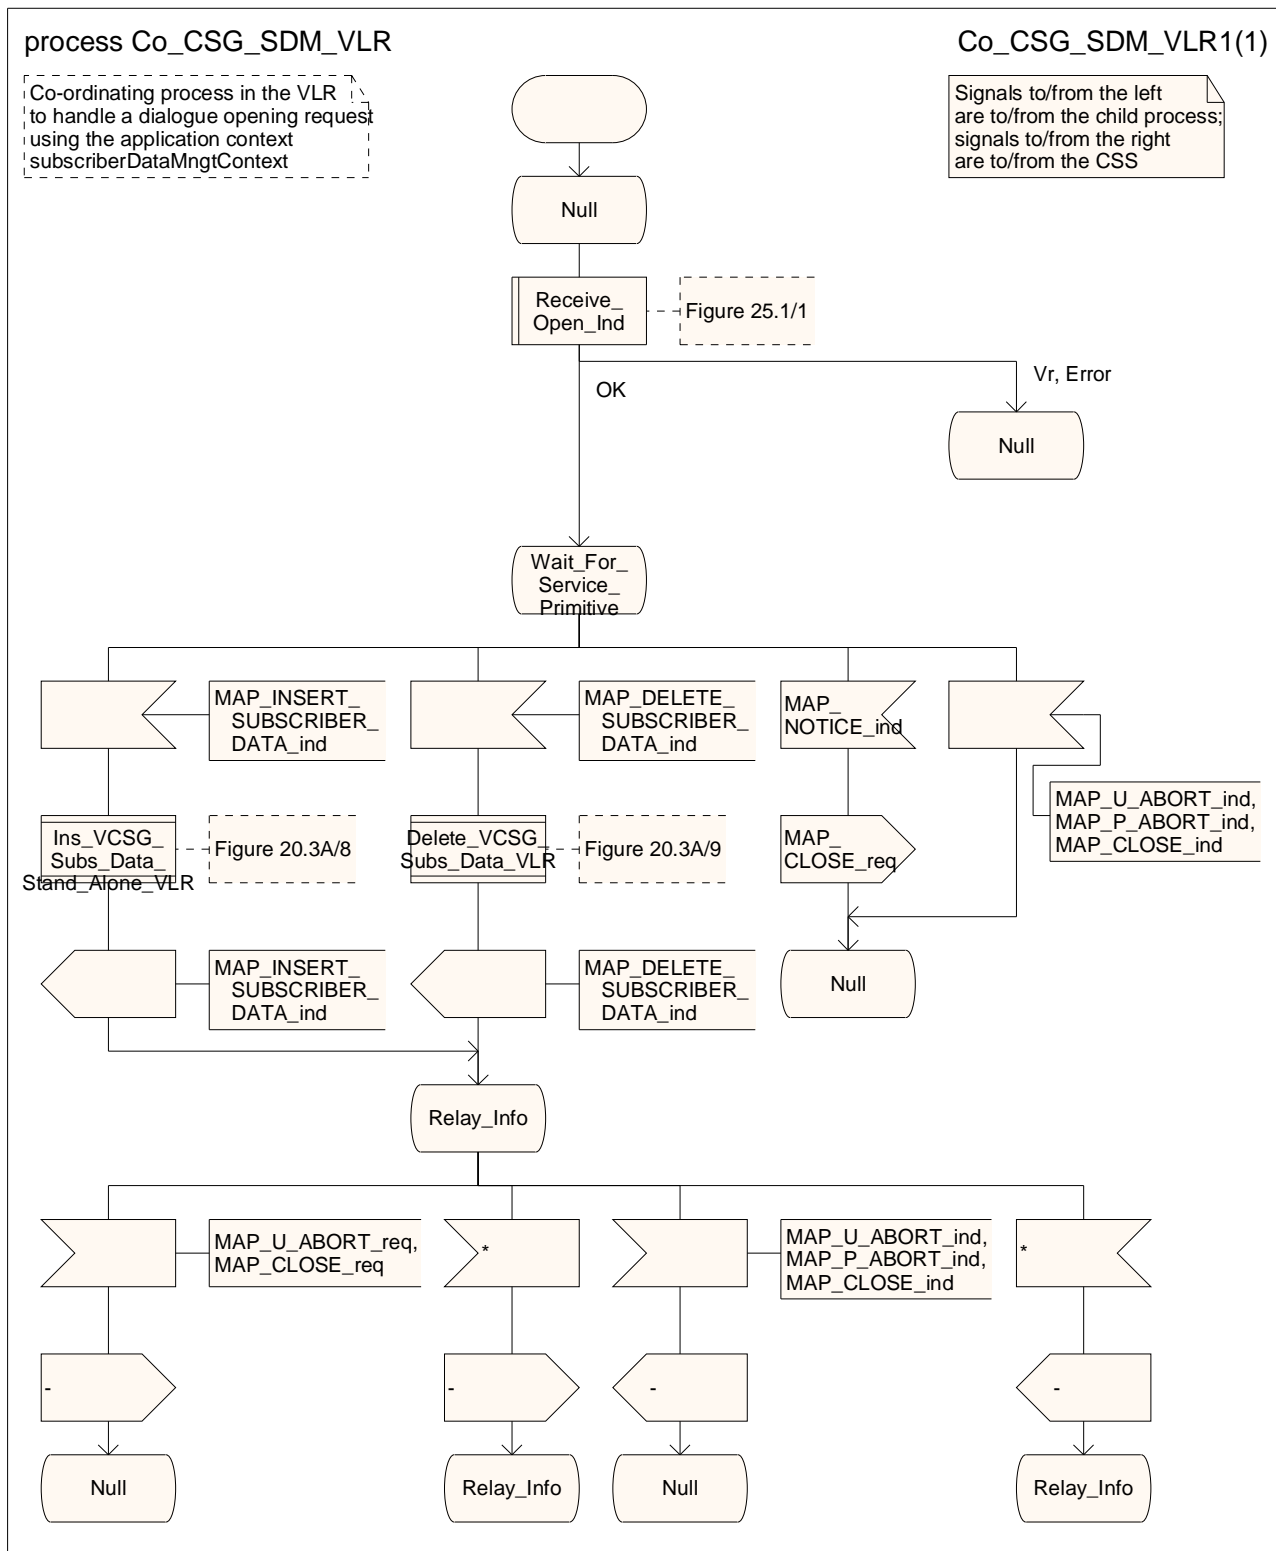 process Co_CSG_SDM_VLR
Co_CSG_SDM_VLR1(1)
Co-ordinating process in the VLR
to handle a dialogue opening request
using the application context
subscriberDataMngtContext
Signals to/from the left
are to/from the child process;
signals to/from the right
are to/from the CSS
Null
Receive_
Open_Ind
Figure 25.1/1
OK
Vr, Error
Null
Wait_For_
Service_
Primitive
MAP_INSERT_
SUBSCRIBER_
DATA_ind
MAP_DELETE_
SUBSCRIBER_
DATA_ind
MAP_
NOTICE_ind
MAP_U_ABORT_ind,
MAP_P_ABORT_ind,
MAP_CLOSE_ind
Ins_VCSG_
Subs_Data_
Stand_Alone_VLR
Figure 20.3A/8
Delete_VCSG_
Subs_Data_VLR
Figure 20.3A/9
MAP_
CLOSE_req
MAP_INSERT_
SUBSCRIBER_
DATA_ind
MAP_DELETE_
SUBSCRIBER_
DATA_ind
Null
Relay_Info
MAP_U_ABORT_req,
MAP_CLOSE_req
*
MAP_U_ABORT_ind,
MAP_P_ABORT_ind,
MAP_CLOSE_ind
*
-
-
-
-
Null
Relay_Info
Null
Relay_Info